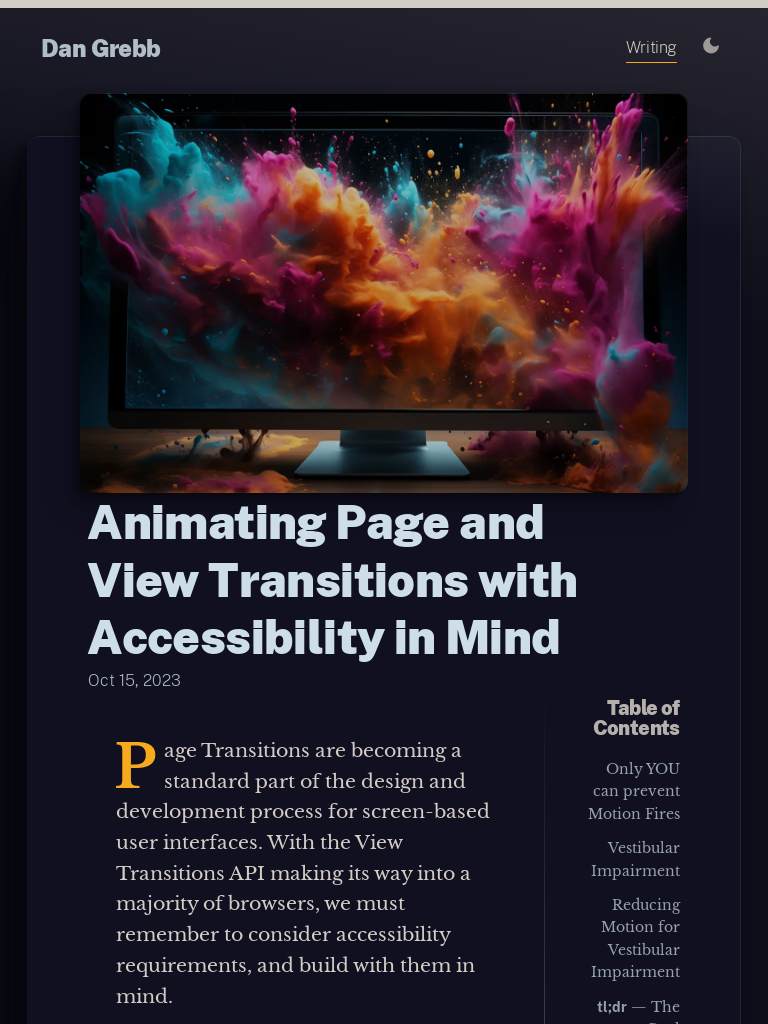 Dan Grebb
Writing
Animating Page and
View Transitions with
Accessibility in Mind
Oct 15, 2023
Page Transitions are becoming a
standard part of the design and
development process for screen-based
user interfaces. With the View
Transitions API making its way into a
majority of browsers, we must
remember to consider accessibility
requirements, and build with them in
mind.
Table of
Contents
Only YOU
can prevent
Motion Fires
Vestibular
Impairment
Reducing
Motion for
Vestibular
Impairment
tl;dr — The